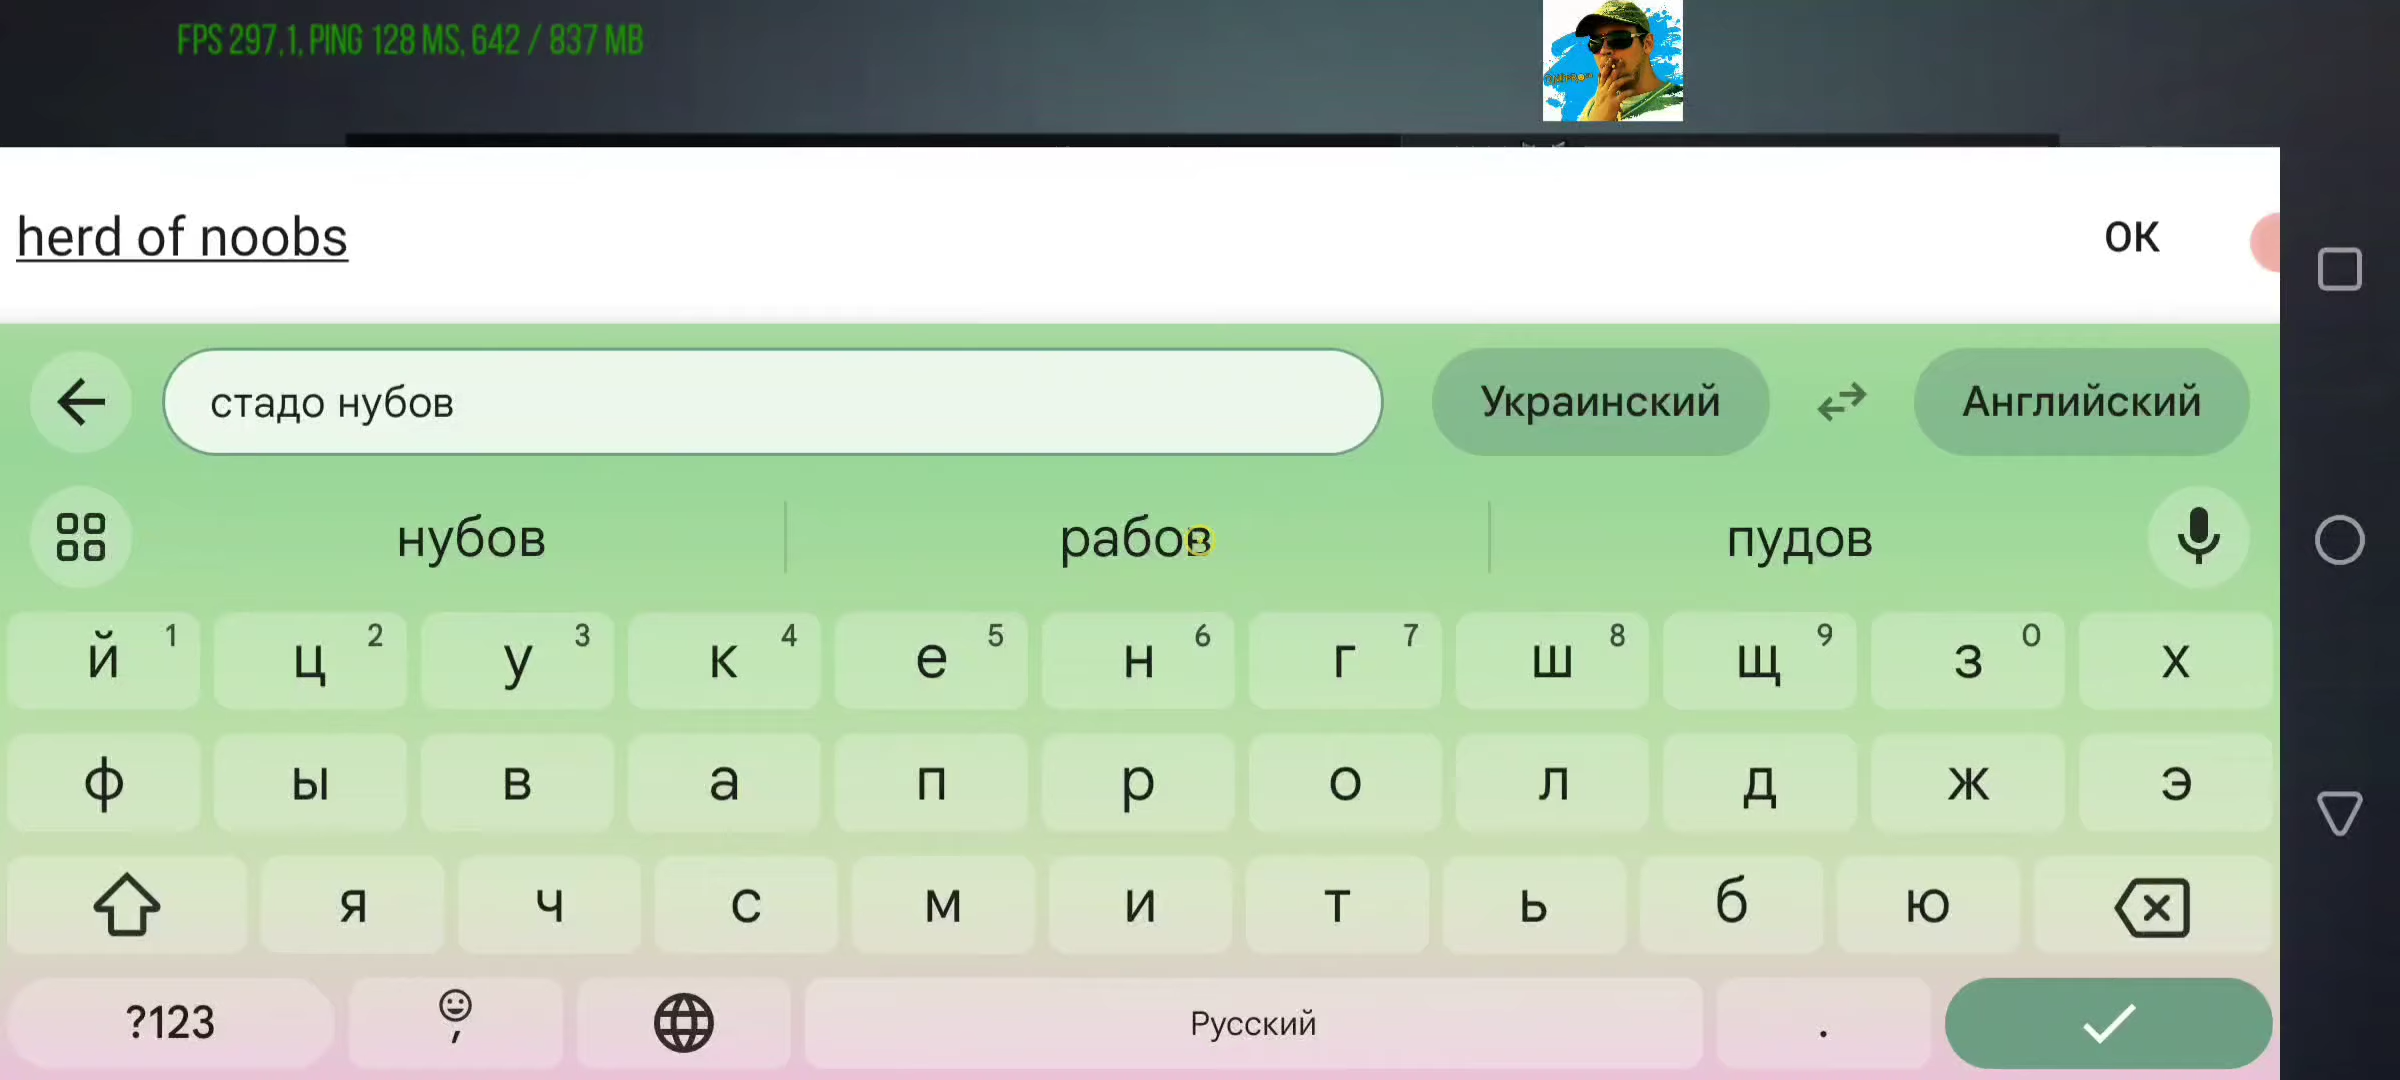 FPS 297,1, PING 128 MS, 642 / 837 MB
herd of noobs
OK
стадо нубов
Украинский
Английский
нубов
рабов
пудов
й 1 ц 2 у 3 к 4 е 5 н 6 г 7 ш 8 щ 9 з 0 х
ф ы в а п р о л д ж э
я ч с м и т ь б ю
?123 , Русский .